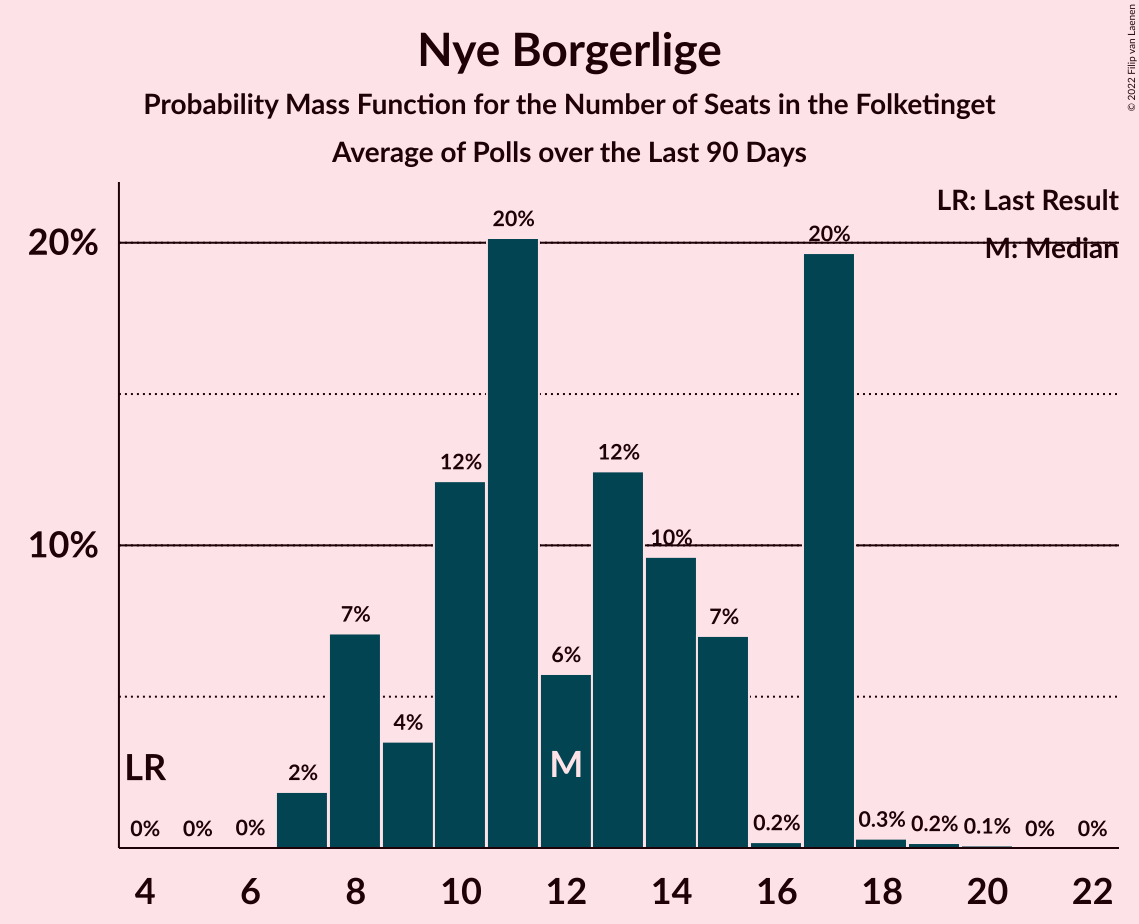 Nye Borgerlige
Probability Mass Function for the Number of Seats in the Folketinget
Average of Polls over the Last 90 Days
© 2022 Filip van Laenen
LR: Last Result
M: Median
20%
10%
20%
20%
12%
12%
10%
7%
7%
6%
4%
2%
LR
M
0% 0% 0% 0.2% 0.3% 0.2% 0.1% 0% 0%
4 6 8 10 12 14 16 18 20 22